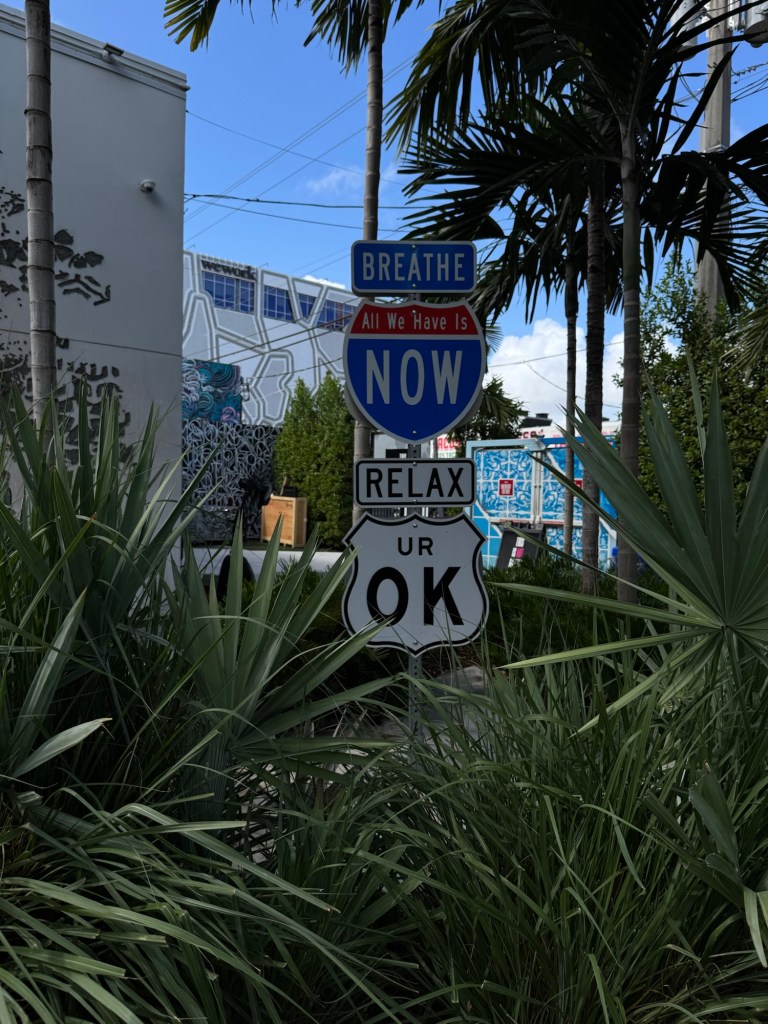 wework
BREATHE
All We Have Is
NOW
RELAX
UR
OK